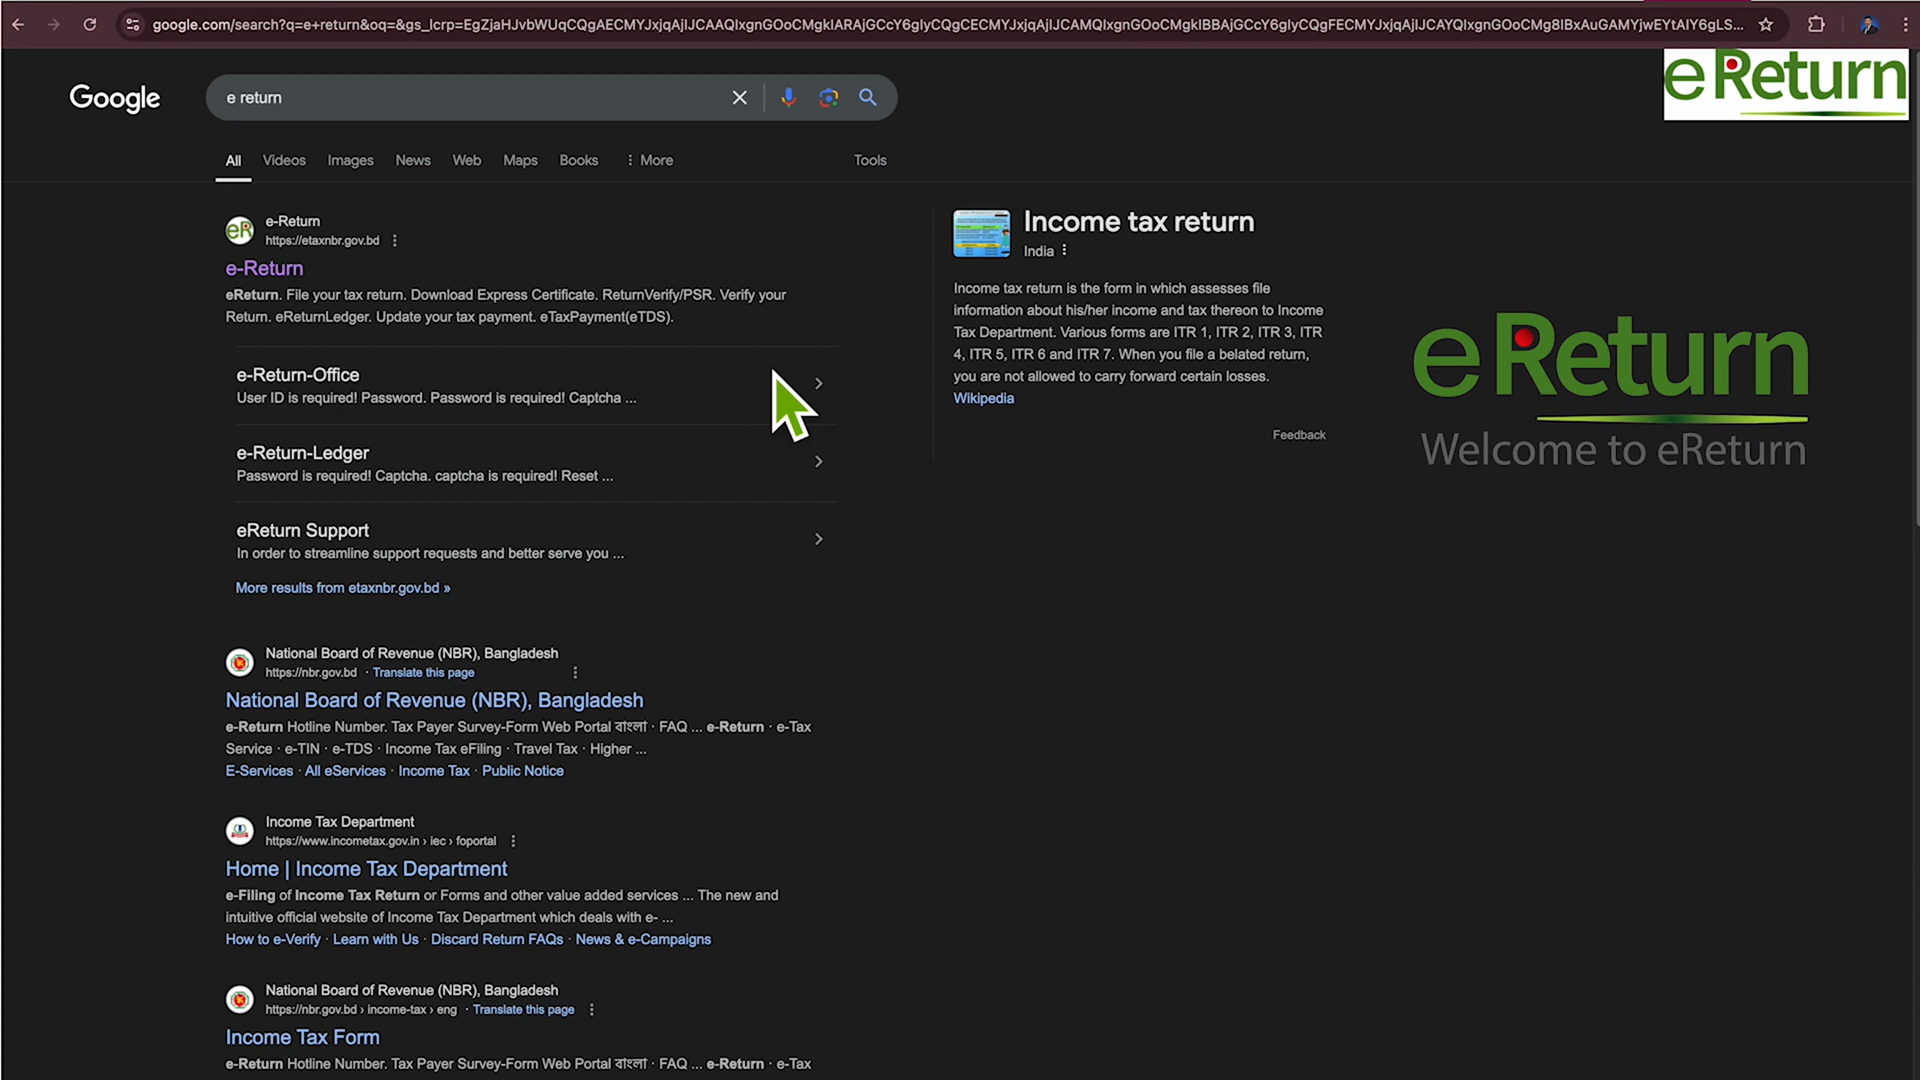 google.com/search?q=e+return&oq=&gs_lcrp=EgZjaHJvbWUqCQgAECMYJxjqAjIJCAAQIxgnGOoCMgkIARAjGCcY6gIyCQgCECMYJxjqAjIJCAMQIxgnGOoCMgkIBBAjGCcY6gIyCQgFECMYJxjqAjIJCAYQIxgnGOoCMg8IBxAuGAMYjwEYtAIY6gLS...
eReturn
Google
e return
All Videos Images News Web Maps Books More Tools
e-Return
https://etaxnbr.gov.bd
e-Return
eReturn. File your tax return. Download Express Certificate. ReturnVerify/PSR. Verify your
Return. eReturnLedger. Update your tax payment. eTaxPayment(eTDS).
e-Return-Office
User ID is required! Password. Password is required! Captcha ...
e-Return-Ledger
Password is required! Captcha. captcha is required! Reset ...
eReturn Support
In order to streamline support requests and better serve you ...
More results from etaxnbr.gov.bd »
National Board of Revenue (NBR), Bangladesh
https://nbr.gov.bd · Translate this page
National Board of Revenue (NBR), Bangladesh
e-Return Hotline Number. Tax Payer Survey-Form Web Portal বাংলা · FAQ ... e-Return · e-Tax
Service · e-TIN · e-TDS · Income Tax eFiling · Travel Tax · Higher ...
E-Services · All eServices · Income Tax · Public Notice
Income Tax Department
https://www.incometax.gov.in › iec › foportal
Home | Income Tax Department
e-Filing of Income Tax Return or Forms and other value added services ... The new and
intuitive official website of Income Tax Department which deals with e- ...
How to e-Verify · Learn with Us · Discard Return FAQs · News & e-Campaigns
National Board of Revenue (NBR), Bangladesh
https://nbr.gov.bd › income-tax › eng · Translate this page
Income Tax Form
e-Return Hotline Number. Tax Payer Survey-Form Web Portal বাংলা · FAQ ... e-Return · e-Tax
Income tax return
India
Income tax return is the form in which assesses file
information about his/her income and tax thereon to Income
Tax Department. Various forms are ITR 1, ITR 2, ITR 3, ITR
4, ITR 5, ITR 6 and ITR 7. When you file a belated return,
you are not allowed to carry forward certain losses.
Wikipedia
Feedback
eReturn
Welcome to eReturn